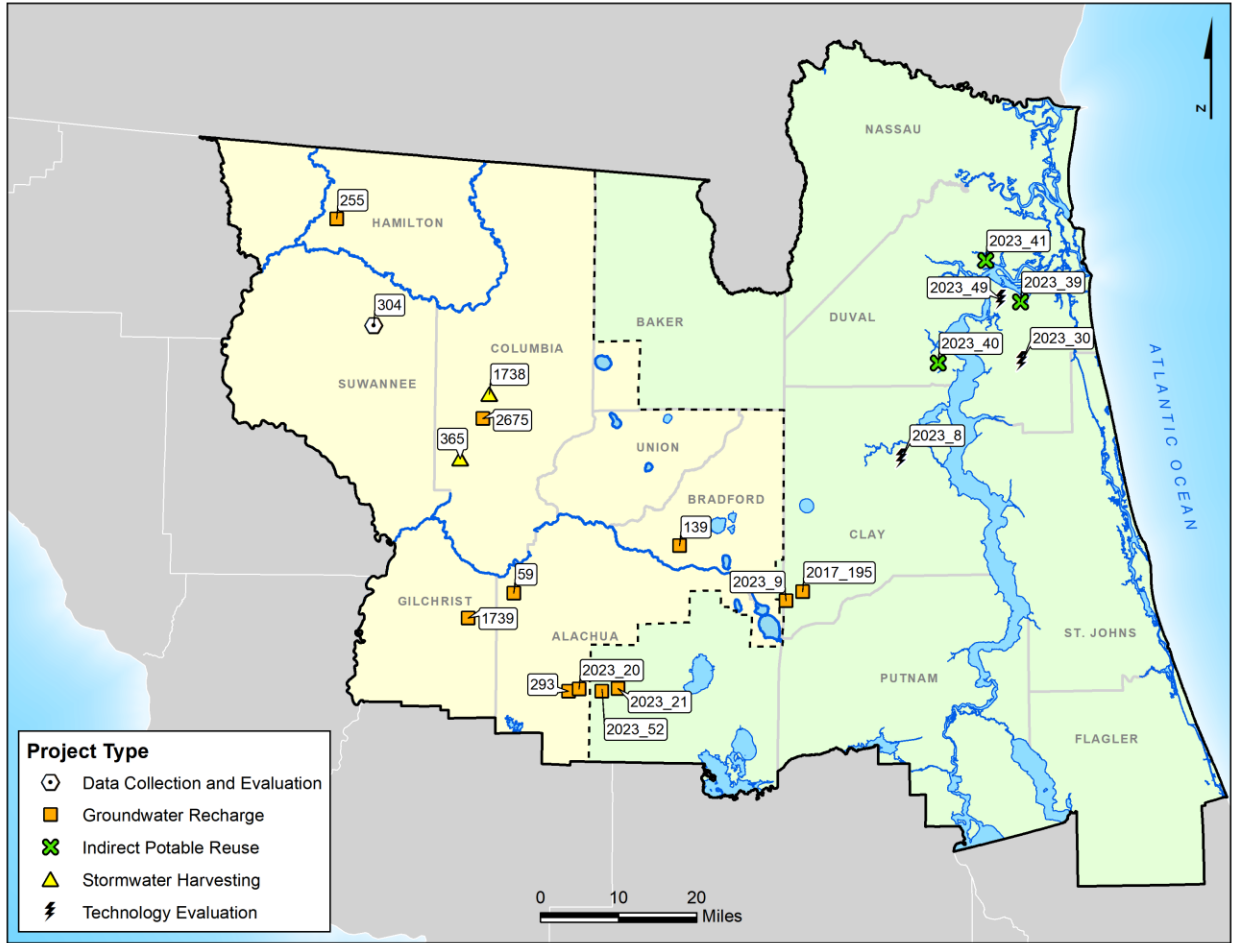 N
NASSAU
255
HAMILTON
2023_41
2023_49
2023_39
304
DUVAL
BAKER
2023_40
2023_30
COLUMBIA
1738
SUWANNEE
2675
ATLANTIC OCEAN
2023_8
365
UNION
BRADFORD
139
CLAY
59
2023_9
2017_195
GILCHRIST
1739
ALACHUA
ST. JOHNS
2023_20
293
PUTNAM
2023_21
2023_52
FLAGLER
Project Type
Data Collection and Evaluation
Groundwater Recharge
Indirect Potable Reuse
Stormwater Harvesting
Technology Evaluation
0 10 20
Miles